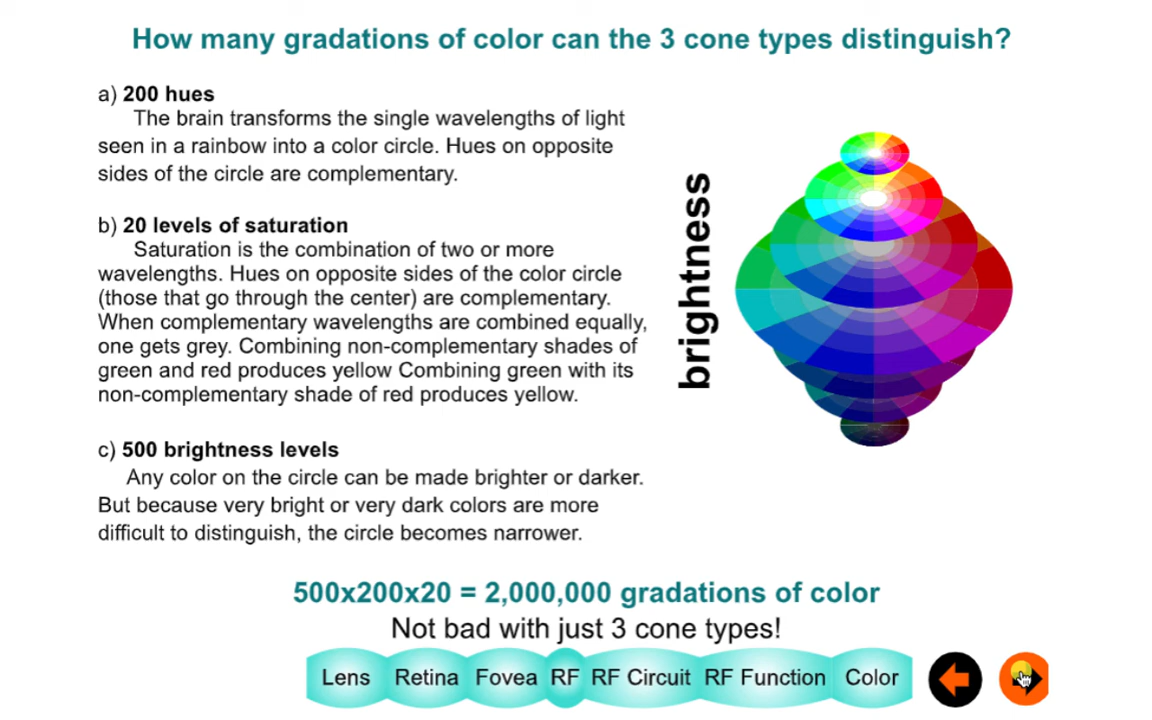 How many gradations of color can the 3 cone types distinguish?
a) 200 hues
The brain transforms the single wavelengths of light
seen in a rainbow into a color circle. Hues on opposite
sides of the circle are complementary.
b) 20 levels of saturation
Saturation is the combination of two or more
wavelengths. Hues on opposite sides of the color circle
(those that go through the center) are complementary.
When complementary wavelengths are combined equally,
one gets grey. Combining non-complementary shades of
green and red produces yellow Combining green with its
non-complementary shade of red produces yellow.
c) 500 brightness levels
Any color on the circle can be made brighter or darker.
But because very bright or very dark colors are more
difficult to distinguish, the circle becomes narrower.
brightness
500x200x20 = 2,000,000 gradations of color
Not bad with just 3 cone types!
Lens Retina Fovea RF RF Circuit RF Function Color